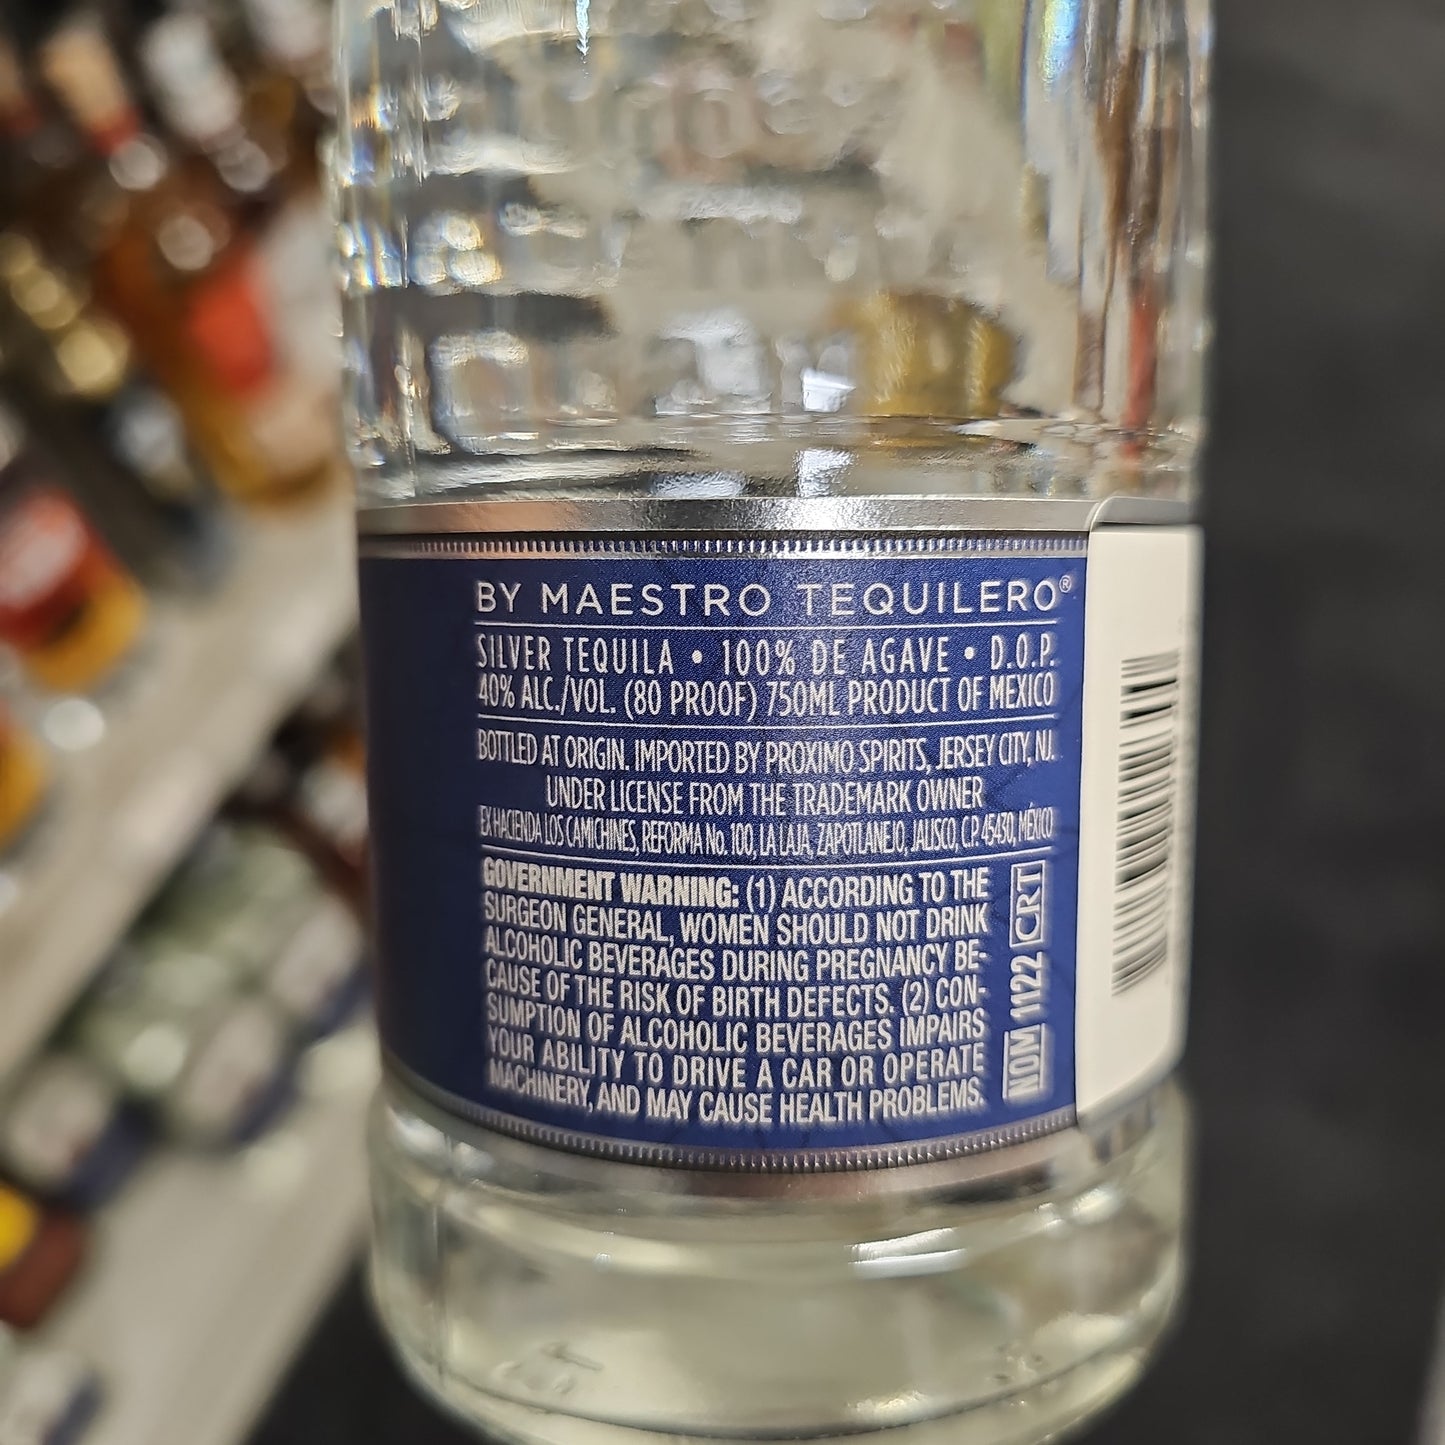 BY MAESTRO TEQUILERO®
SILVER TEQUILA • 100% DE AGAVE • D.O.P.
40% ALC./VOL. (80 PROOF) 750ML PRODUCT OF MEXICO
BOTTLED AT ORIGIN. IMPORTED BY PROXIMO SPIRITS, JERSEY CITY, NJ.
UNDER LICENSE FROM THE TRADEMARK OWNER
EX HACIENDA LOS CAMICHINES, REFORMA No. 100, LA LAJA, ZAPOTLANEJO, JALISCO, C.P. 45430, MÉXICO
GOVERNMENT WARNING: (1) ACCORDING TO THE
SURGEON GENERAL, WOMEN SHOULD NOT DRINK
ALCOHOLIC BEVERAGES DURING PREGNANCY BE-
CAUSE OF THE RISK OF BIRTH DEFECTS. (2) CON-
SUMPTION OF ALCOHOLIC BEVERAGES IMPAIRS
YOUR ABILITY TO DRIVE A CAR OR OPERATE
MACHINERY, AND MAY CAUSE HEALTH PROBLEMS.
NOM 1122 CRT